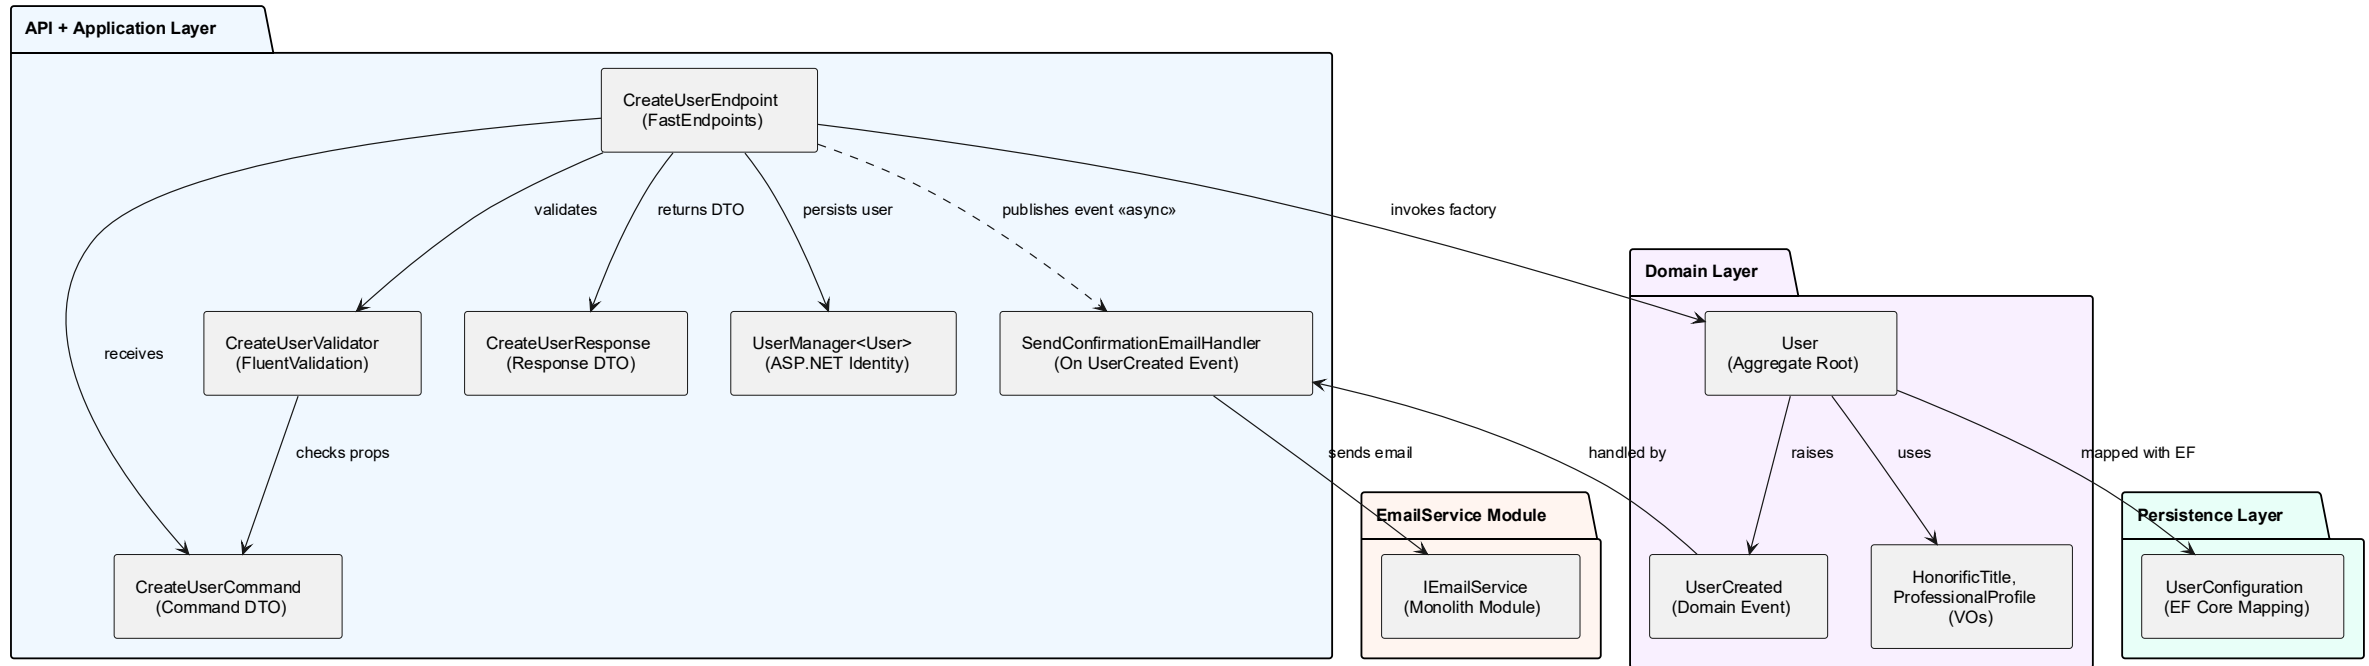 API + Application Layer
CreateUserEndpoint
(FastEndpoints)
validates
returns DTO
persists user
publishes event «async»
invokes factory
Domain Layer
receives
CreateUserValidator
(FluentValidation)
CreateUserResponse
(Response DTO)
UserManager<User>
(ASP.NET Identity)
SendConfirmationEmailHandler
(On UserCreated Event)
User
(Aggregate Root)
checks props
sends email
handled by
raises
uses
mapped with EF
EmailService Module
Persistence Layer
CreateUserCommand
(Command DTO)
IEmailService
(Monolith Module)
UserCreated
(Domain Event)
HonorificTitle,
ProfessionalProfile
(VOs)
UserConfiguration
(EF Core Mapping)